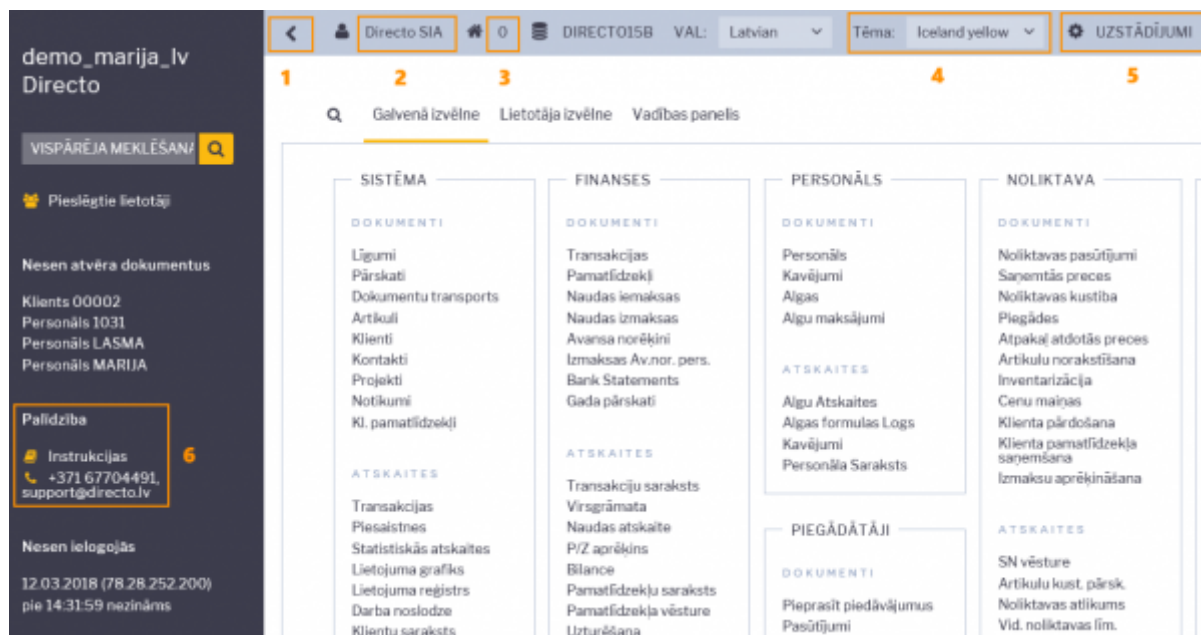 demo_marija_lv
Directo
VISPĀRĒJA MEKLĒŠANA
Pieslēgtie lietotāji
Nesen atvēra dokumentus
Klients 00002
Personāls 1031
Personāls LASMA
Personāls MARIJA
Palīdzība
Instrukcijas
6
+371 67704491,
support@directo.lv
Nesen ielogojās
12.03.2018 (78.28.252.200)
pie 14:31:59 nezināms
Directo SIA 0 DIRECTO15B VAL: Latvian Tēma: Iceland yellow UZSTĀDĪJUMI
1 2 3 4 5
Galvenā izvēlne Lietotāja izvēlne Vadības panelis
SISTĒMA
DOKUMENTI
Līgumi
Pārskati
Dokumentu transports
Artikuli
Klienti
Kontakti
Projekti
Notikumi
Kl. pamatlīdzekļi
ATSKAITES
Transakcijas
Piesaistnes
Statistiskās atskaites
Lietojuma grafiks
Lietojuma reģistrs
Darba noslodze
Klientu saraksts
FINANSES
DOKUMENTI
Transakcijas
Pamatlīdzekļi
Naudas iemaksas
Naudas izmaksas
Avansa norēķini
Izmaksas Av.nor. pers.
Bank Statements
Gada pārskati
ATSKAITES
Transakciju saraksts
Virsgrāmata
Naudas atskaite
P/Z aprēķins
Bilance
Pamatlīdzekļu saraksts
Pamatlīdzekļa vēsture
Uzturēšana
PERSONĀLS
DOKUMENTI
Personāls
Kavējumi
Algas
Algu maksājumi
ATSKAITES
Algu Atskaites
Algas formulas Logs
Kavējumi
Personāla Saraksts
PIEGĀDĀTĀJI
DOKUMENTI
Pieprasīt piedāvājumus
Pasūtījumi
NOLIKTAVA
DOKUMENTI
Noliktavas pasūtījumi
Saņemtās preces
Noliktavas kustība
Piegādes
Atpakaļ atdotās preces
Artikulu norakstīšana
Inventarizācija
Cenu maiņas
Klienta pārdošana
Klienta pamatlīdzekļa
saņemšana
Izmaksu aprēķināšana
ATSKAITES
SN vēsture
Artikulu kust. pārsk.
Noliktavas atlikums
Vid. noliktavas līm.